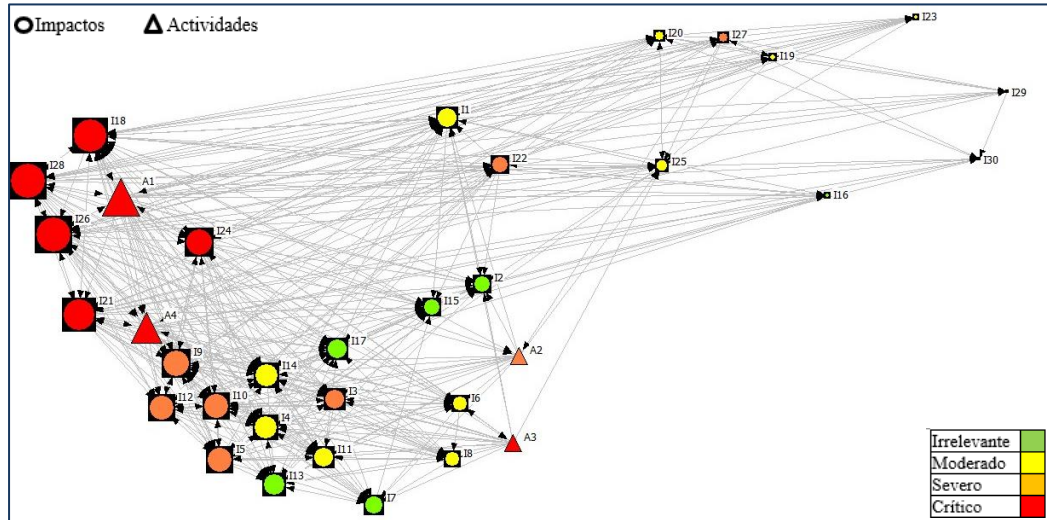 Impactos Actividades
I23
I20
I27
I19
I29
I1
I18
I30
I22
I25
I28
A1
I16
I26
I24
I2
I15
I21
A4
I17
A2
I9
I14
I3
I12
I10
I6
I4
A3
I5
I11
I8
I13
I7
Irrelevante
Moderado
Severo
Crítico